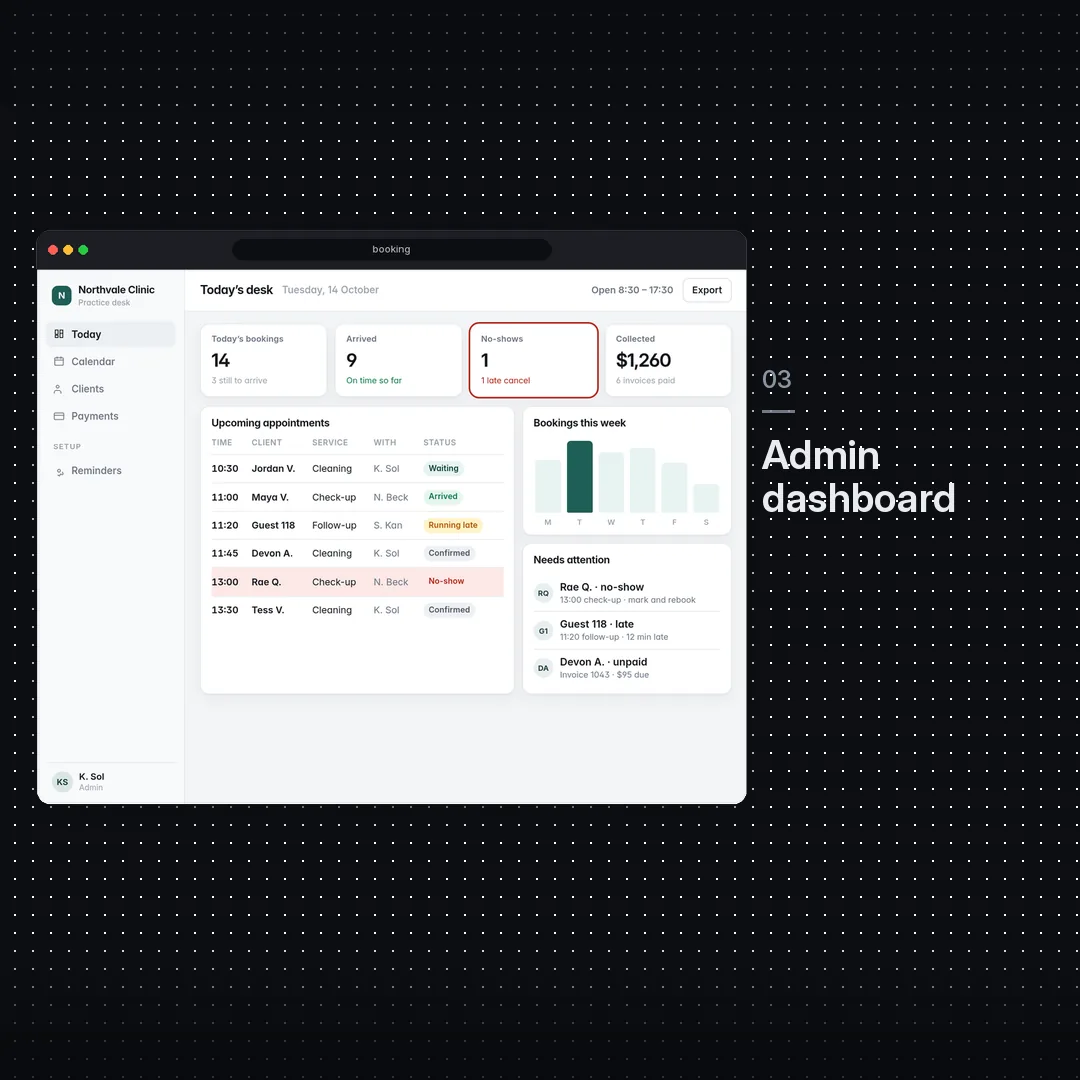 booking
N
Northvale Clinic
Practice desk
Today
Calendar
Clients
Payments
SETUP
Reminders
KS
K. Sol
Admin
Today's desk Tuesday, 14 October
Open 8:30 – 17:30 Export
Today's bookings
14
3 still to arrive
Arrived
9
On time so far
No-shows
1
1 late cancel
Collected
$1,260
6 invoices paid
Upcoming appointments
TIME CLIENT SERVICE WITH STATUS
10:30 Jordan V. Cleaning K. Sol Waiting
11:00 Maya V. Check-up N. Beck Arrived
11:20 Guest 118 Follow-up S. Kan Running late
11:45 Devon A. Cleaning K. Sol Confirmed
13:00 Rae Q. Check-up N. Beck No-show
13:30 Tess V. Cleaning K. Sol Confirmed
Bookings this week
M T W T F S
Needs attention
RQ
Rae Q. · no-show
13:00 check-up · mark and rebook
G1
Guest 118 · late
11:20 follow-up · 12 min late
DA
Devon A. · unpaid
Invoice 1043 · $95 due
03
Admin
dashboard